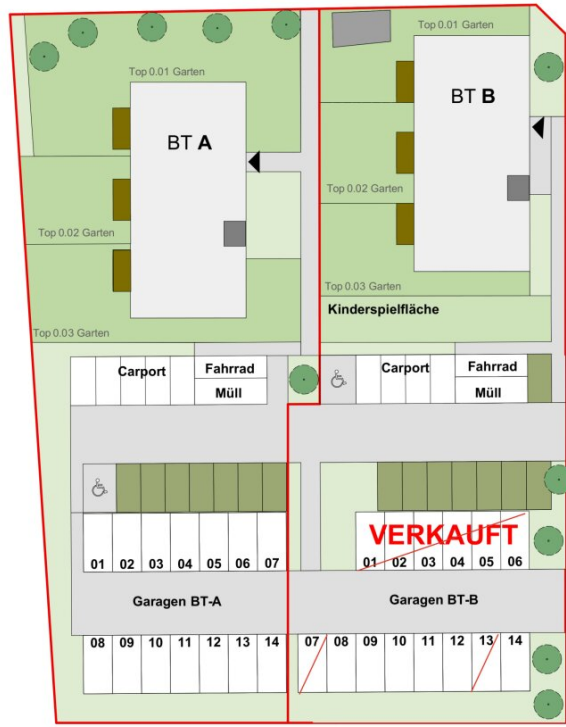 Top 0.01 Garten
Top 0.01 Garten
BT A
BT B
Top 0.02 Garten
Top 0.02 Garten
Top 0.03 Garten
Top 0.03 Garten
Kinderspielfläche
Carport
Fahrrad
Müll
Carport
Fahrrad
Müll
VERKAUFT
01 02 03 04 05 06 07
01 02 03 04 05 06
Garagen BT-A
Garagen BT-B
08 09 10 11 12 13 14
07 08 09 10 11 12 13 14